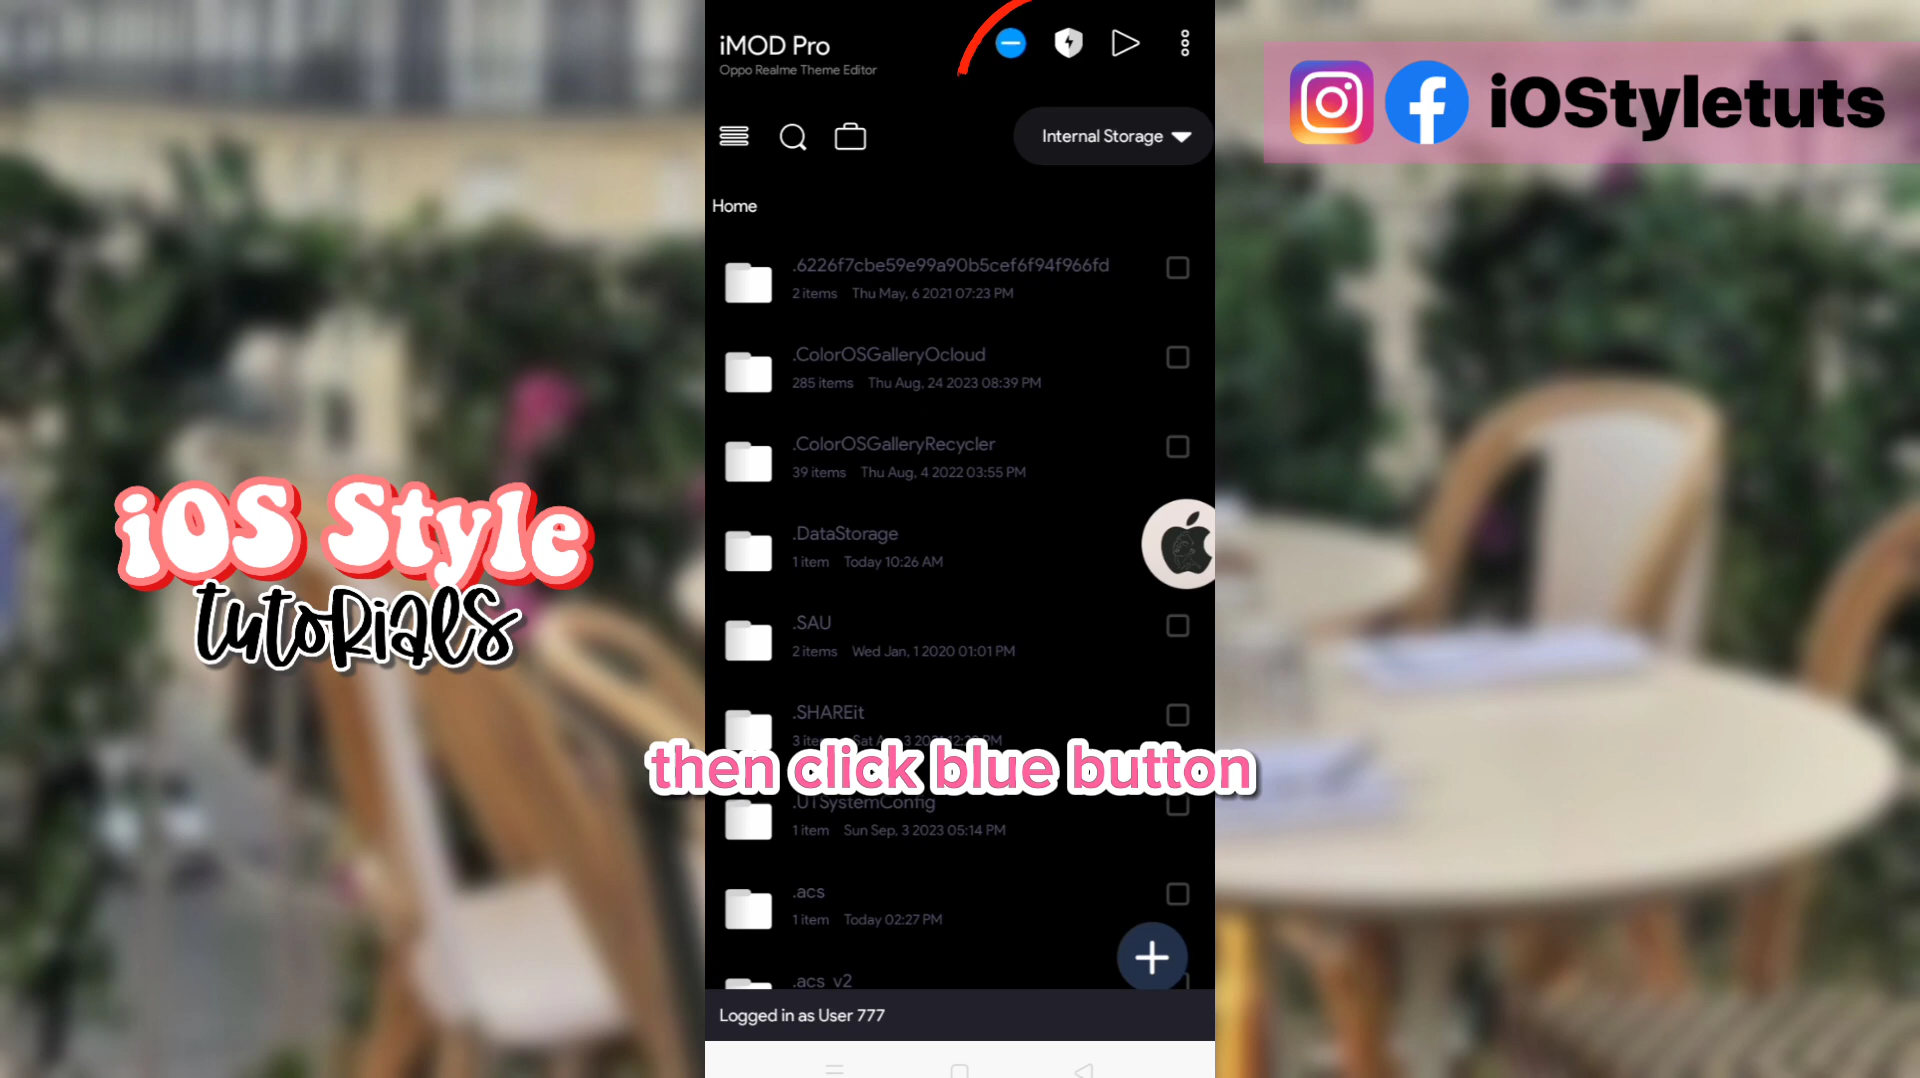 iMOD Pro
Oppo Realme Theme Editor
Internal Storage
Home
.6226f7cbe59e99a90b5cef6f94f966fd
2 items Thu May, 6 2021 07:23 PM
.ColorOSGalleryOcloud
285 items Thu Aug, 24 2023 08:39 PM
.ColorOSGalleryRecycler
39 items Thu Aug, 4 2022 03:55 PM
.DataStorage
1 item Today 10:26 AM
.SAU
2 items Wed Jan, 1 2020 01:01 PM
.SHAREit
then click blue button
.UTSystemConfig
1 item Sun Sep, 3 2023 05:14 PM
.acs
1 item Today 02:27 PM
.acs_v2
Logged in as User 777
iOS Style
tutorials
iOStyletuts